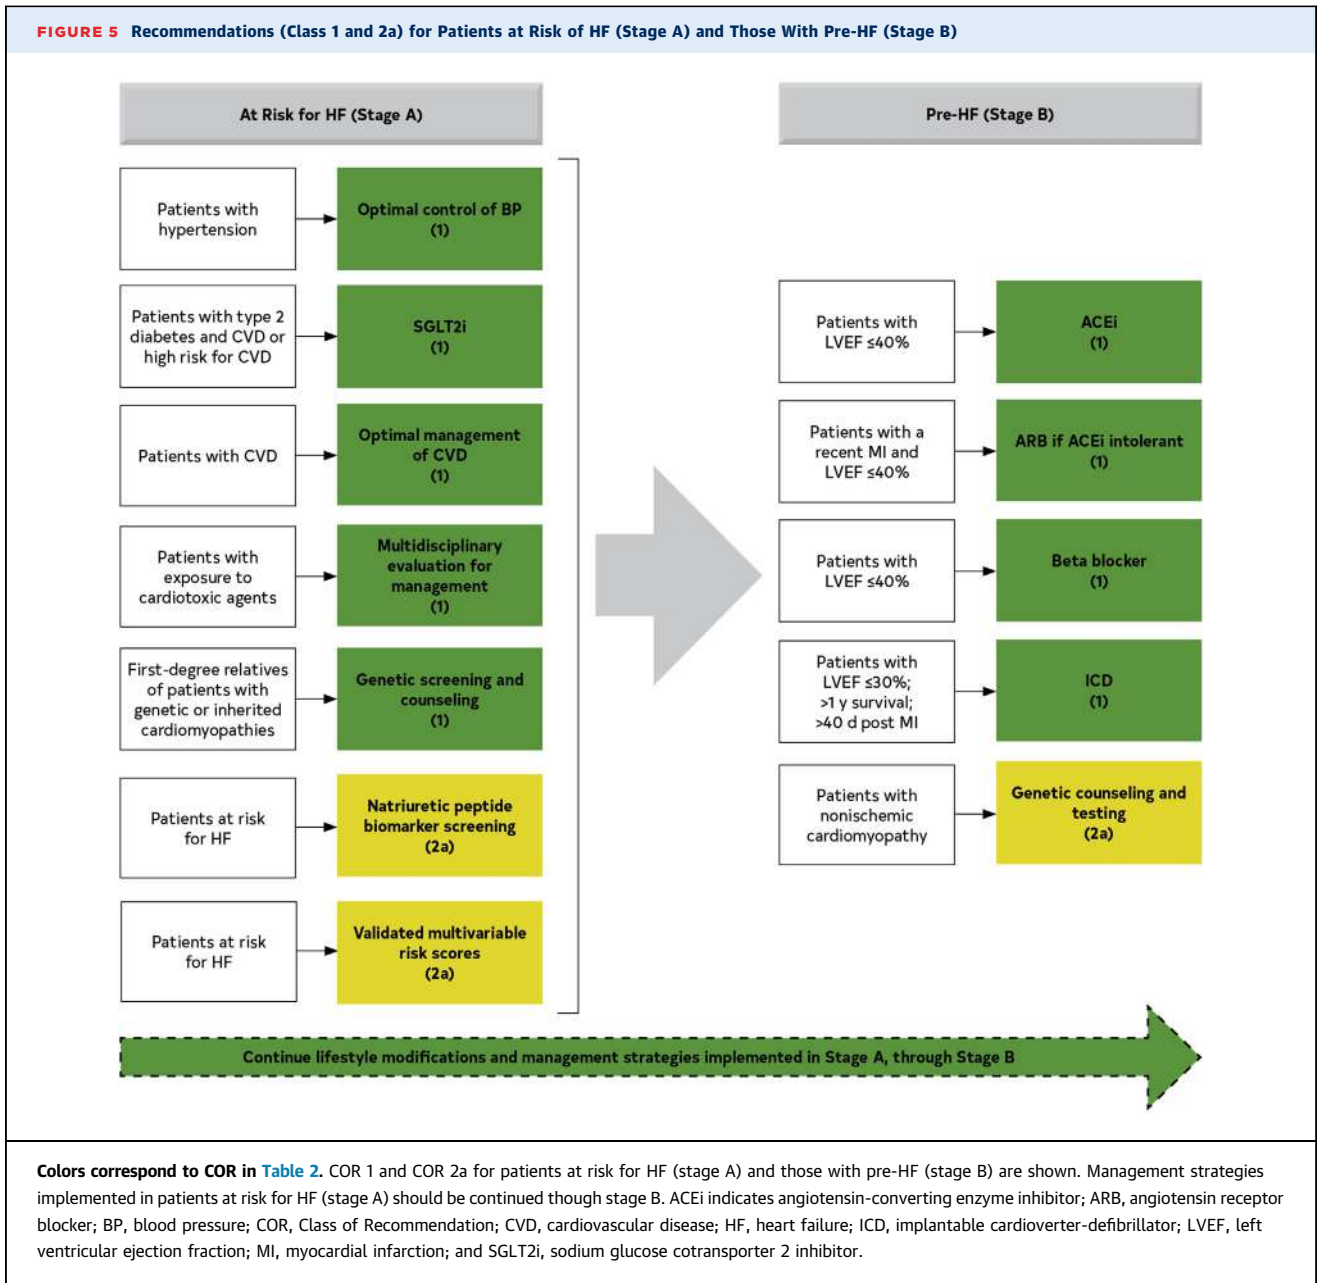 FIGURE 5 Recommendations (Class 1 and 2a) for Patients at Risk of HF (Stage A) and Those With Pre-HF (Stage B)
At Risk for HF (Stage A)
Patients with
hypertension
Optimal control of BP
(1)
Patients with type 2
diabetes and CVD or
high risk for CVD
SGLT2i
(1)
Patients with CVD
Optimal management
of CVD
(1)
Patients with
exposure to
cardiotoxic agents
Multidisciplinary
evaluation for
management
(1)
First-degree relatives
of patients with
genetic or inherited
cardiomyopathies
Genetic screening and
counseling
(1)
Patients at risk
for HF
Natriuretic peptide
biomarker screening
(2a)
Patients at risk
for HF
Validated multivariable
risk scores
(2a)
Pre-HF (Stage B)
Patients with
LVEF ≤40%
ACEi
(1)
Patients with a
recent MI and
LVEF ≤40%
ARB if ACEi intolerant
(1)
Patients with
LVEF ≤40%
Beta blocker
(1)
Patients with
LVEF ≤30%;
>1 y survival;
>40 d post MI
ICD
(1)
Patients with
nonischemic
cardiomyopathy
Genetic counseling and
testing
(2a)
Continue lifestyle modifications and management strategies implemented in Stage A, through Stage B
Colors correspond to COR in Table 2. COR 1 and COR 2a for patients at risk for HF (stage A) and those with pre-HF (stage B) are shown. Management strategies
implemented in patients at risk for HF (stage A) should be continued though stage B. ACEi indicates angiotensin-converting enzyme inhibitor; ARB, angiotensin receptor
blocker; BP, blood pressure; COR, Class of Recommendation; CVD, cardiovascular disease; HF, heart failure; ICD, implantable cardioverter-defibrillator; LVEF, left
ventricular ejection fraction; MI, myocardial infarction; and SGLT2i, sodium glucose cotransporter 2 inhibitor.